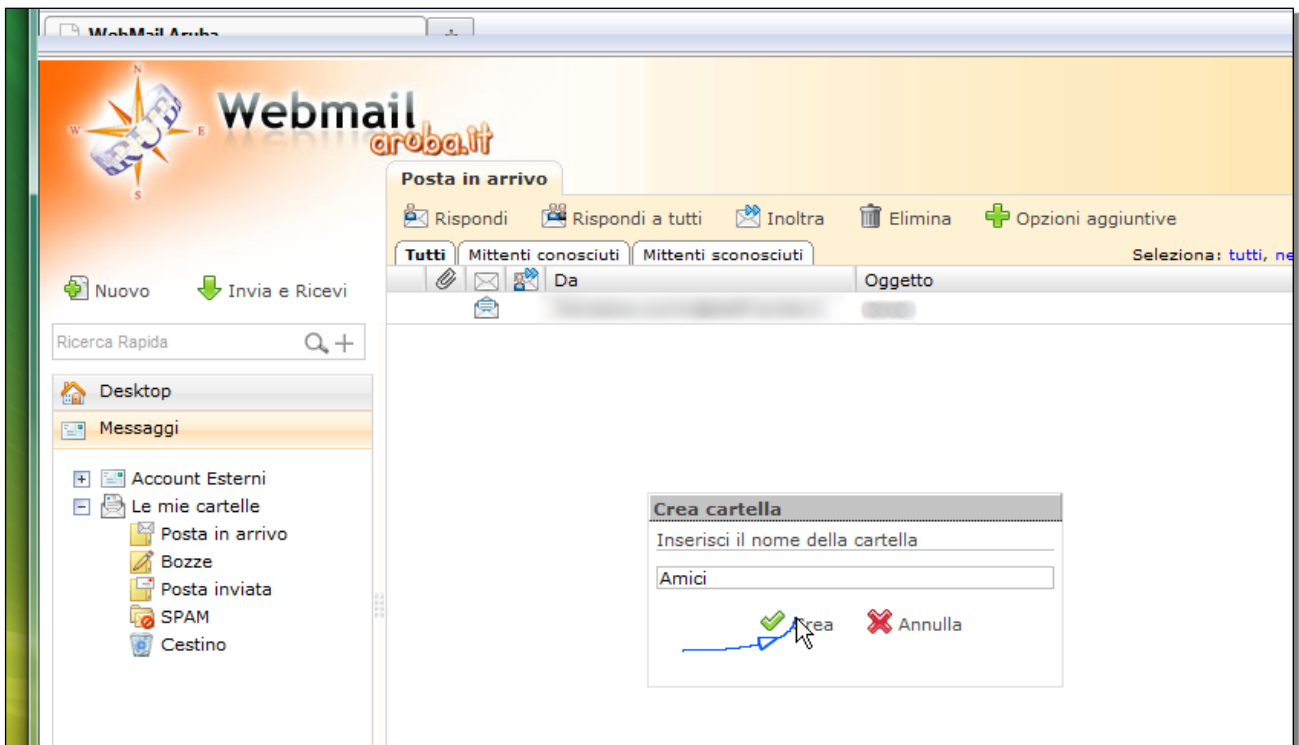 WebMail Aruba
N
W
E
S
Webmail
aruba.it
Posta in arrivo
Rispondi
Rispondi a tutti
Inoltra
Elimina
Opzioni aggiuntive
Tutti
Mittenti conosciuti
Mittenti sconosciuti
Seleziona: tutti, ne
Nuovo
Invia e Ricevi
Da
Oggetto
Ricerca Rapida
Desktop
Messaggi
Account Esterni
Le mie cartelle
Posta in arrivo
Bozze
Posta inviata
SPAM
Cestino
Crea cartella
Inserisci il nome della cartella
Amici
Crea
Annulla